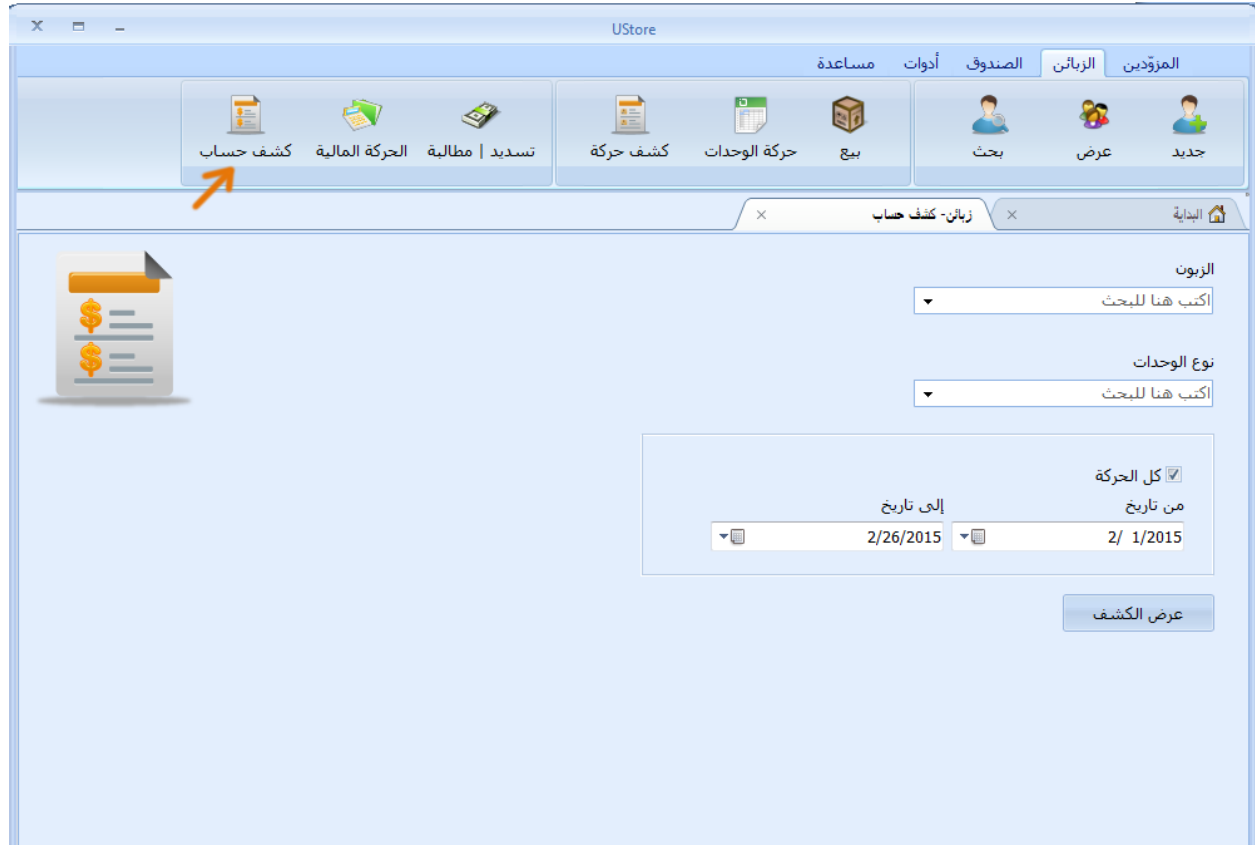 UStore
المزوّدين الزبائن الصندوق أدوات مساعدة
جديد عرض بحث بيع حركة الوحدات كشف حركة تسديد | مطالبة الحركة المالية كشف حساب
البداية زبائن- كشف حساب
الزبون
اكتب هنا للبحث
نوع الوحدات
اكتب هنا للبحث
كل الحركة
من تاريخ إلى تاريخ
2/ 1/2015 2/26/2015
عرض الكشف